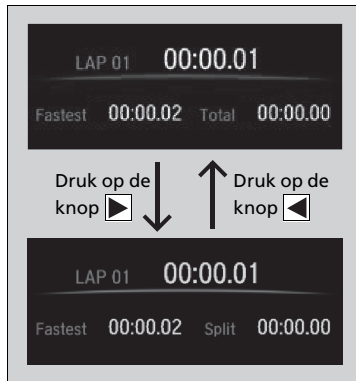 LAP 01 00:00.01
Fastest 00:00.02 Total 00:00.00
Druk op de
knop ▶
Druk op de
knop ◀
LAP 01 00:00.01
Fastest 00:00.02 Split 00:00.00